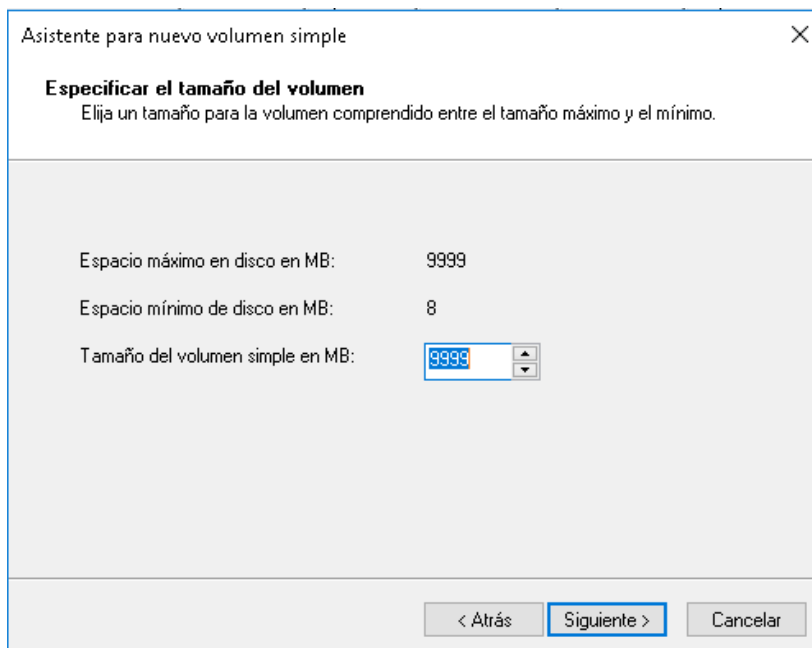 Asistente para nuevo volumen simple
Especificar el tamaño del volumen
Elija un tamaño para la volumen comprendido entre el tamaño máximo y el mínimo.
Espacio máximo en disco en MB: 9999
Espacio mínimo de disco en MB: 8
Tamaño del volumen simple en MB: 9999
< Atrás Siguiente > Cancelar